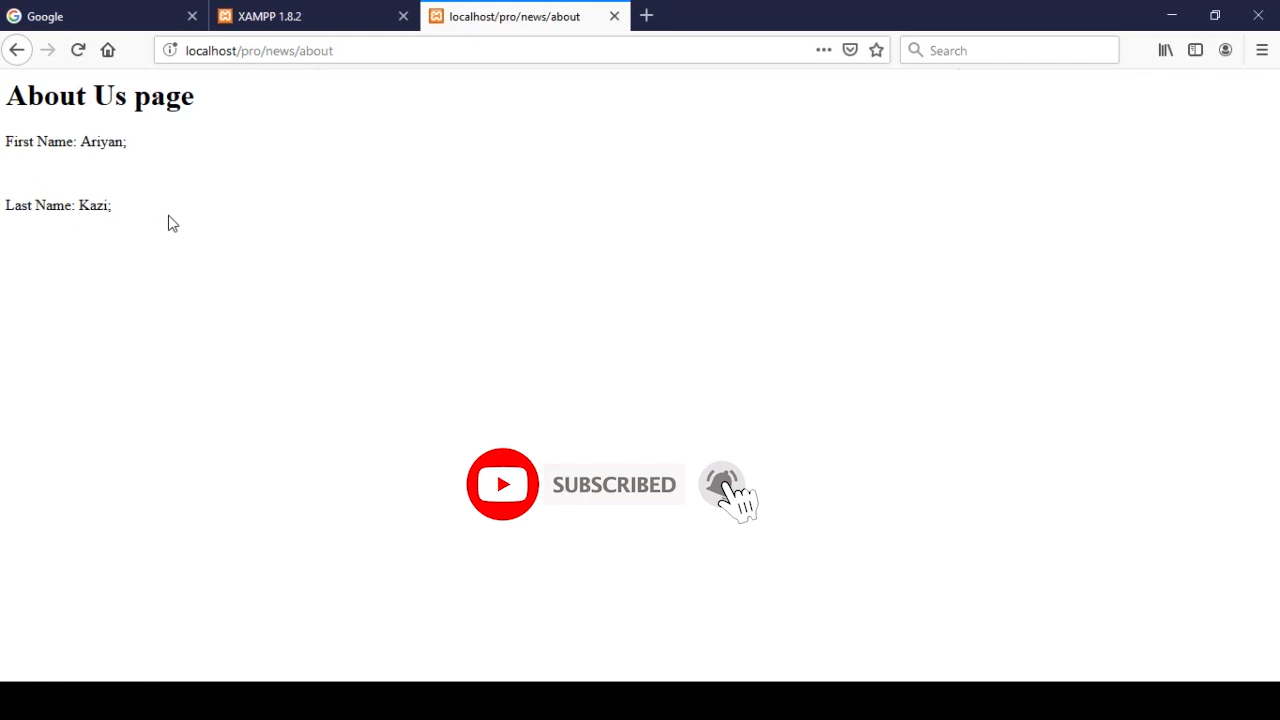 Google
XAMPP 1.8.2
localhost/pro/news/about
localhost/pro/news/about
Search
About Us page
First Name: Ariyan;
Last Name: Kazi;
SUBSCRIBED